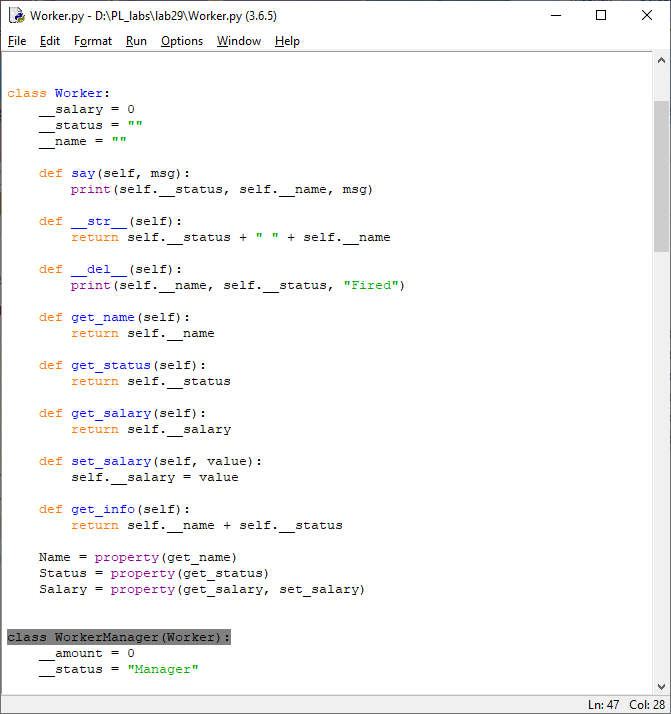 Worker.py - D:\PL_labs\lab29\Worker.py (3.6.5)
File Edit Format Run Options Window Help
class Worker:
    __salary = 0
    __status = ""
    __name = ""
    def say(self, msg):
        print(self.__status, self.__name, msg)
    def __str__(self):
        return self.__status + " " + self.__name
    def __del__(self):
        print(self.__name, self.__status, "Fired")
    def get_name(self):
        return self.__name
    def get_status(self):
        return self.__status
    def get_salary(self):
        return self.__salary
    def set_salary(self, value):
        self.__salary = value
    def get_info(self):
        return self.__name + self.__status
    Name = property(get_name)
    Status = property(get_status)
    Salary = property(get_salary, set_salary)
class WorkerManager(Worker):
    __amount = 0
    __status = "Manager"
Ln: 47 Col: 28